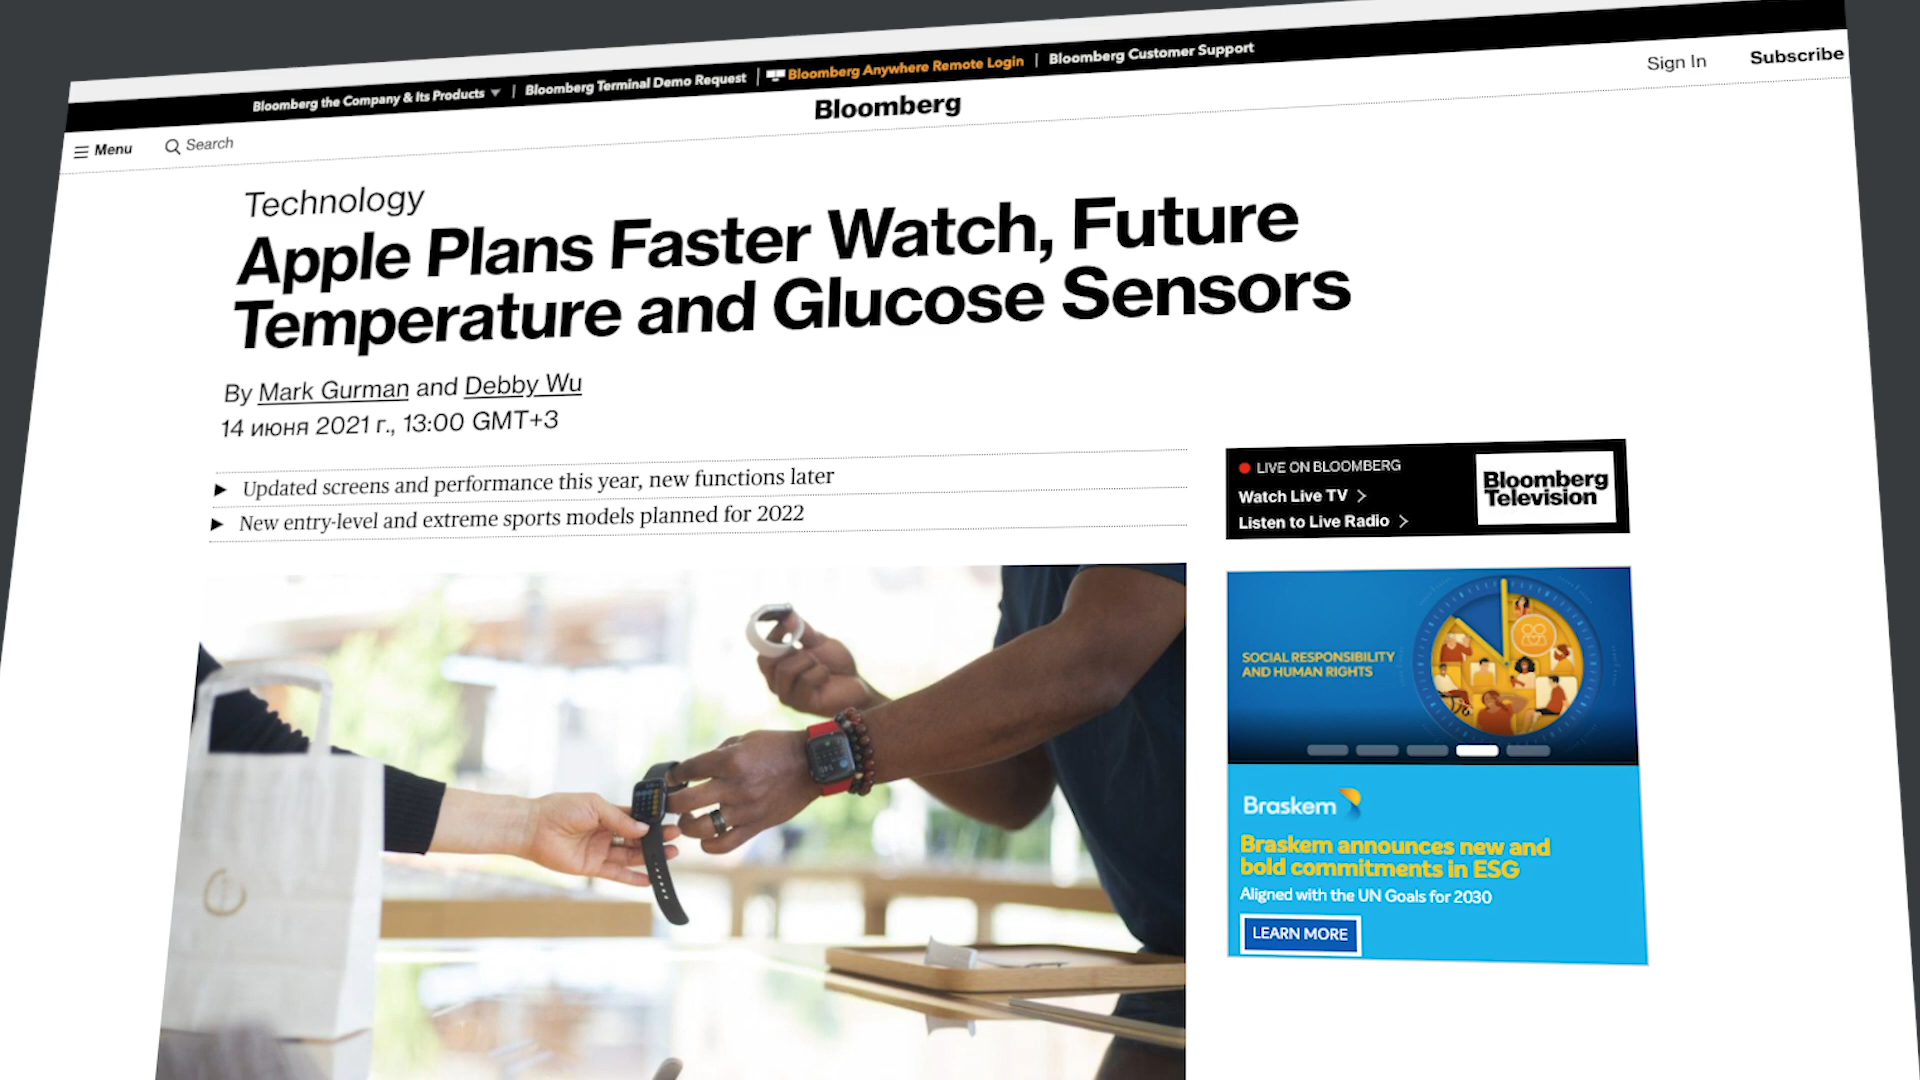 Bloomberg the Company & Its Products
Bloomberg Terminal Demo Request
Bloomberg Anywhere Remote Login
Bloomberg Customer Support
Menu
Search
Bloomberg
Sign In
Subscribe
Technology
Apple Plans Faster Watch, Future
Temperature and Glucose Sensors
By Mark Gurman and Debby Wu
14 июня 2021 г., 13:00 GMT+3
Updated screens and performance this year, new functions later
New entry-level and extreme sports models planned for 2022
LIVE ON BLOOMBERG
Watch Live TV
Listen to Live Radio
Bloomberg
Television
SOCIAL RESPONSIBILITY
AND HUMAN RIGHTS
Braskem
Braskem announces new and
bold commitments in ESG
Aligned with the UN Goals for 2030
LEARN MORE